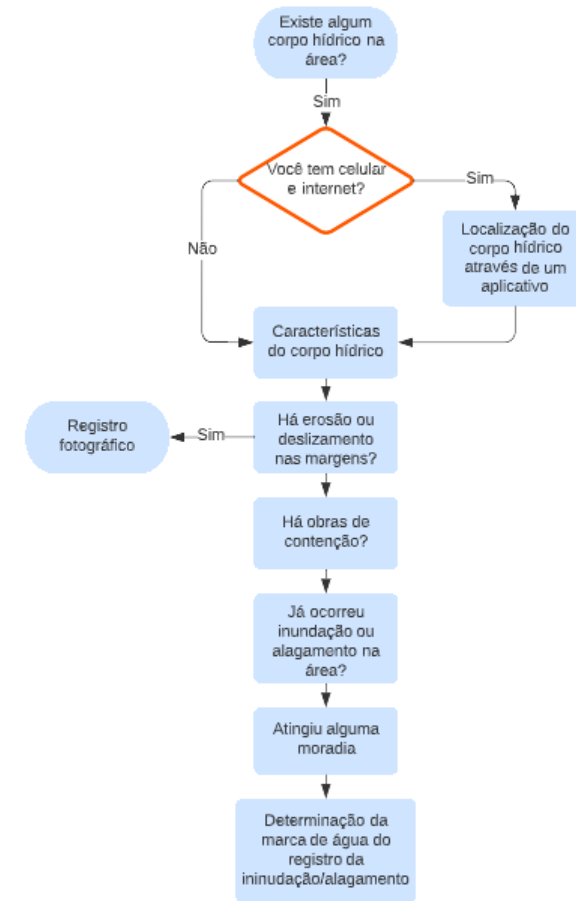 Existe algum
corpo hídrico na
área?
Sim
Você tem celular
e internet?
Sim
Não
Localização do
corpo hídrico
através de um
aplicativo
Características
do corpo hídrico
Há erosão ou
deslizamento
nas margens?
Sim
Registro
fotográfico
Há obras de
contenção?
Já ocorreu
inundação ou
alagamento na
área?
Atingiu alguma
moradia
Determinação da
marca de água do
registro da
ininudação/alagamento